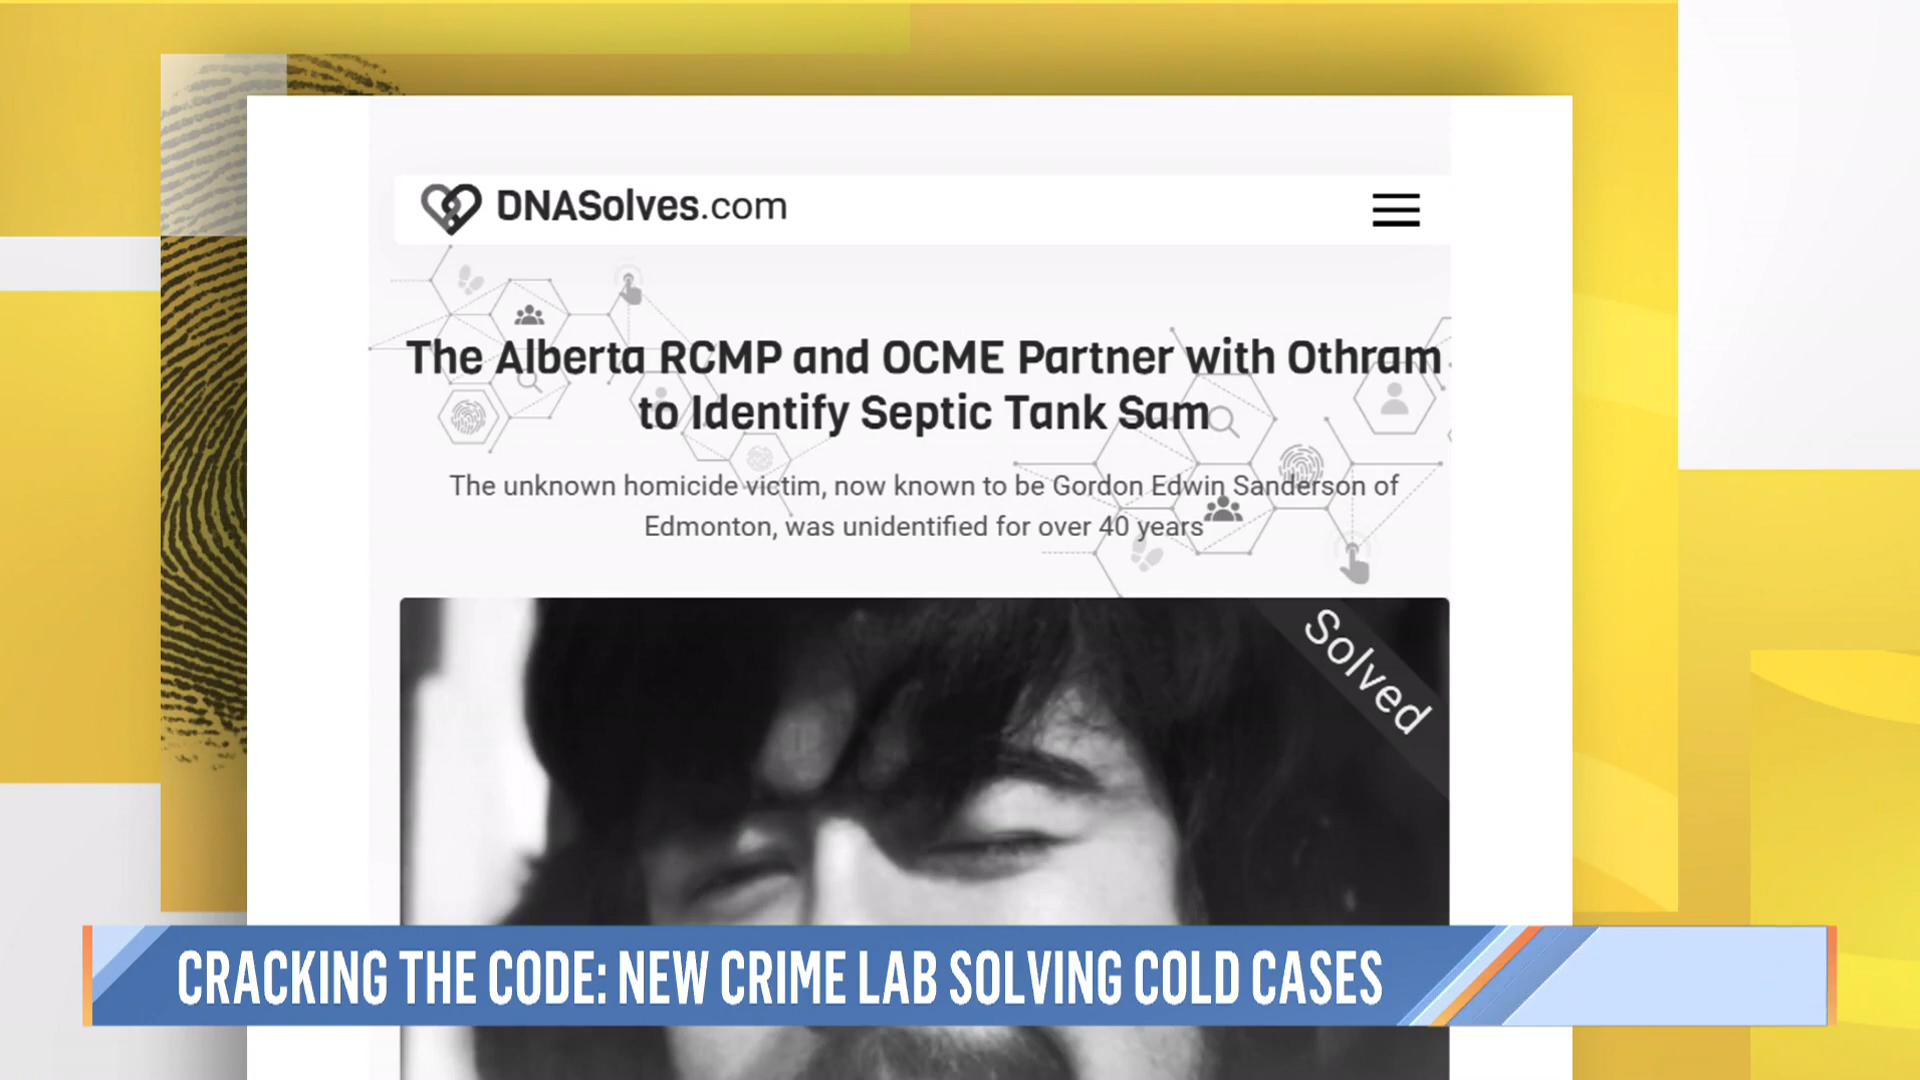 DNASolves.com
The Alberta RCMP and OCME Partner with Othram
to Identify Septic Tank Sam
The unknown homicide victim, now known to be Gordon Edwin Sanderson of
Edmonton, was unidentified for over 40 years
Solved
CRACKING THE CODE: NEW CRIME LAB SOLVING COLD CASES